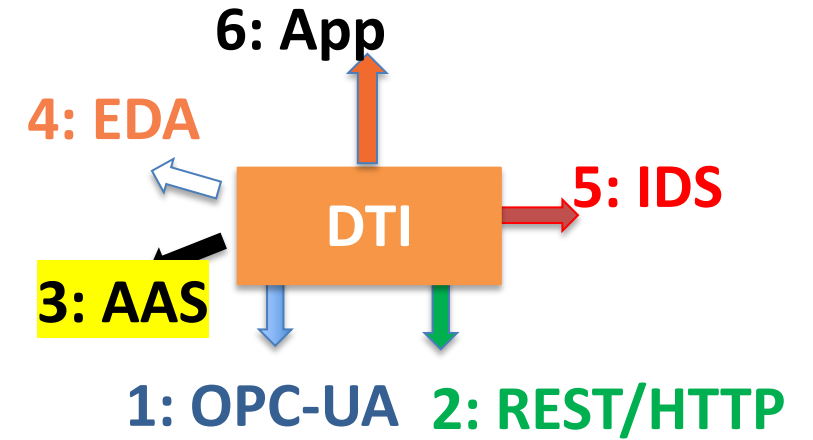 6: App
4: EDA
5: IDS
DTI
3: AAS
1: OPC-UA
2: REST/HTTP